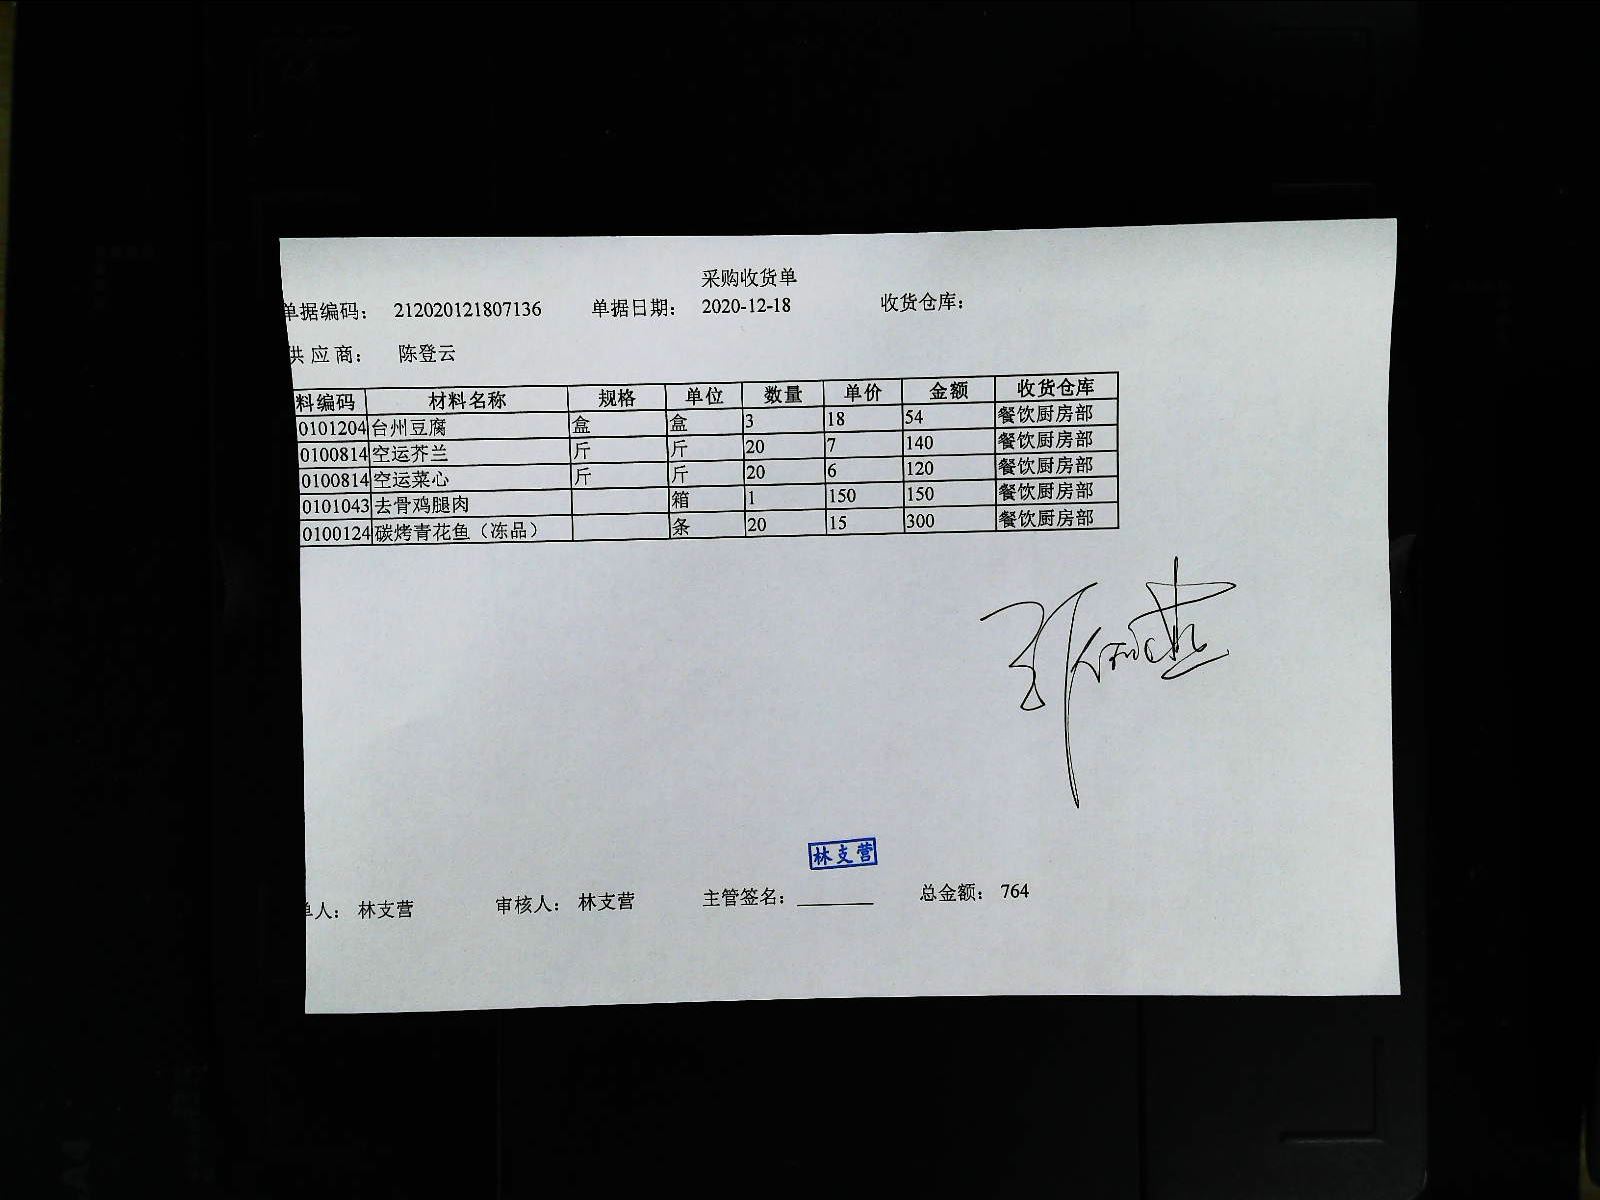 采购收货单
单据编码： 212020121807136 单据日期： 2020-12-18 收货仓库：
供应商： 陈登云
料编码 材料名称 规格 单位 数量 单价 金额 收货仓库
0101204 台州豆腐 盒 盒 3 18 54 餐饮厨房部
0100814 空运芥兰 斤 斤 20 7 140 餐饮厨房部
0100814 空运菜心 斤 斤 20 6 120 餐饮厨房部
0101043 去骨鸡腿肉 箱 1 150 150 餐饮厨房部
0100124 碳烤青花鱼（冻品） 条 20 15 300 餐饮厨房部
林支营
单人： 林支营 审核人： 林支营 主管签名： 总金额： 764